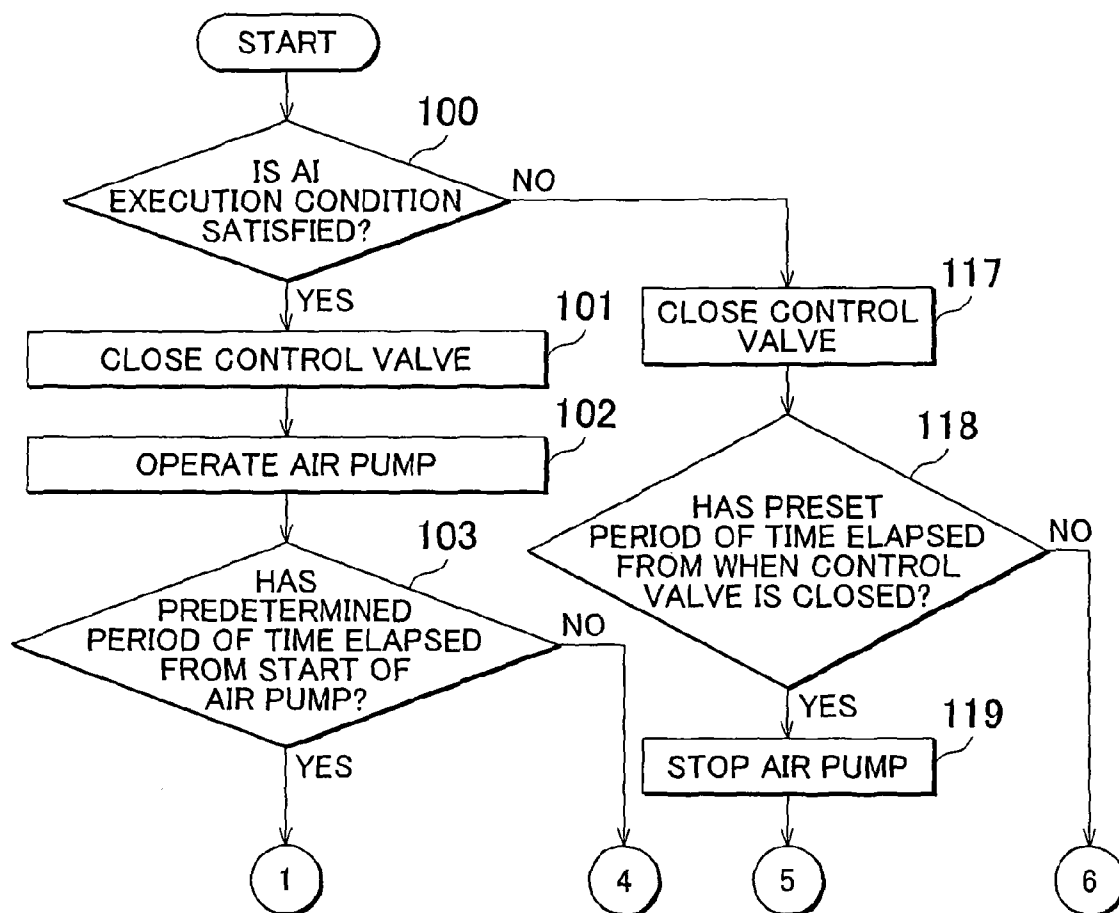 START
100
IS AI
EXECUTION CONDITION
SATISFIED?
NO
YES
101
CLOSE CONTROL VALVE
102
OPERATE AIR PUMP
103
HAS
PREDETERMINED
PERIOD OF TIME ELAPSED
FROM START OF
AIR PUMP?
NO
YES
1
4
117
CLOSE CONTROL
VALVE
118
HAS PRESET
PERIOD OF TIME ELAPSED
FROM WHEN CONTROL
VALVE IS CLOSED?
NO
YES
119
STOP AIR PUMP
5
6